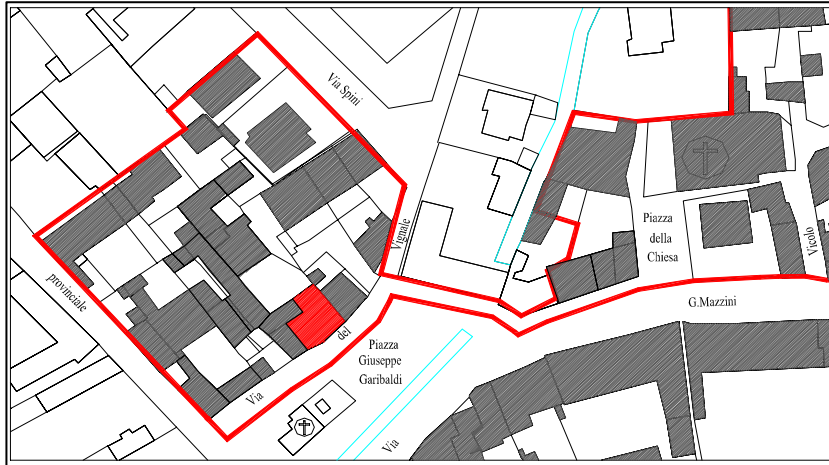 Via Spini
Vignale
Piazza
della
Chiesa
Vicolo
provinciale
G.Mazzini
del
Piazza
Giuseppe
Garibaldi
Via
Via